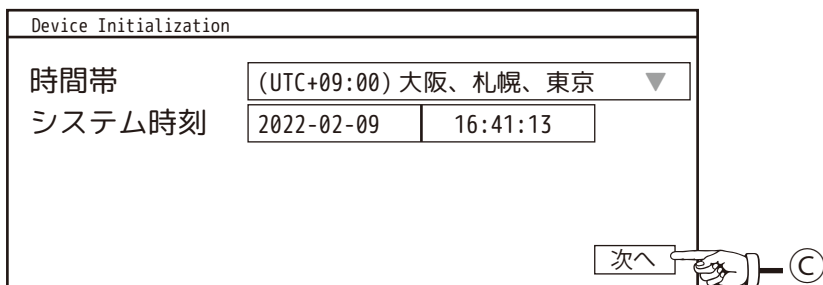 Device Initialization
時間帯 (UTC+09:00) 大阪、札幌、東京 ▼
システム時刻 2022-02-09 16:41:13
次へ Ⓒ